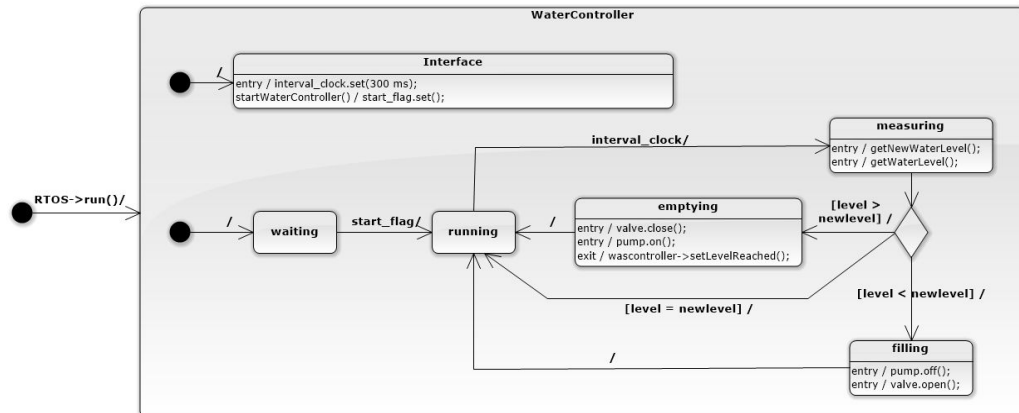 WaterController
/
Interface
entry / interval_clock.set(300 ms);
startWaterController() / start_flag.set();
interval_clock/
measuring
entry / getNewWaterLevel();
entry / getWaterLevel();
RTOS->run()/
/
waiting
start_flag/
running
/
emptying
entry / valve.close();
entry / pump.on();
exit / wascontroller->setLevelReached();
[level >
newlevel] /
[level = newlevel] /
[level < newlevel] /
/
filling
entry / pump.off();
entry / valve.open();